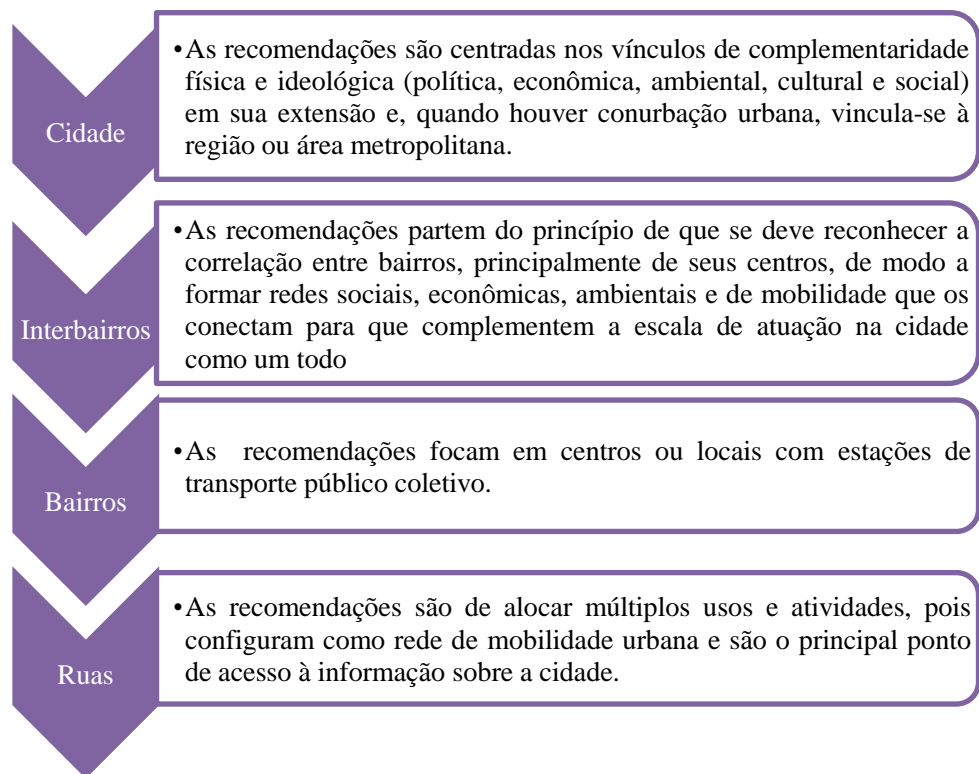 Cidade
•As recomendações são centradas nos vínculos de complementaridade
física e ideológica (política, econômica, ambiental, cultural e social)
em sua extensão e, quando houver conurbação urbana, vincula-se à
região ou área metropolitana.
Interbairros
•As recomendações partem do princípio de que se deve reconhecer a
correlação entre bairros, principalmente de seus centros, de modo a
formar redes sociais, econômicas, ambientais e de mobilidade que os
conectam para que complementem a escala de atuação na cidade
como um todo
Bairros
•As recomendações focam em centros ou locais com estações de
transporte público coletivo.
Ruas
•As recomendações são de alocar múltiplos usos e atividades, pois
configuram como rede de mobilidade urbana e são o principal ponto
de acesso à informação sobre a cidade.